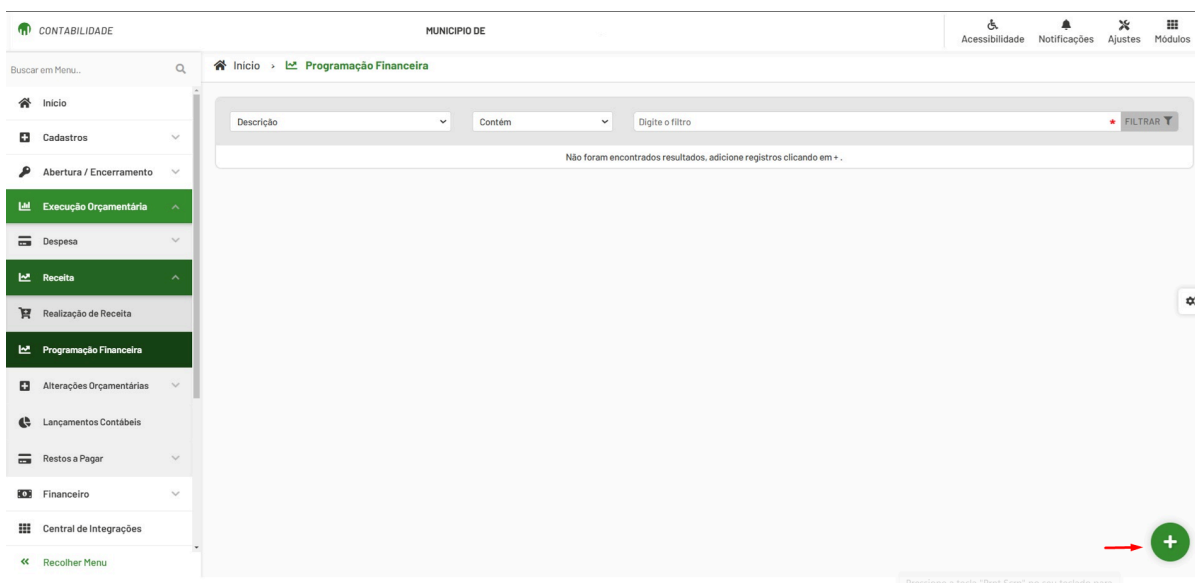 CONTABILIDADE
MUNICIPIO DE
Acessibilidade
Notificações
Ajustes
Módulos
Buscar em Menu..
Início › Programação Financeira
Início
Cadastros
Abertura / Encerramento
Execução Orçamentária
Despesa
Receita
Realização de Receita
Programação Financeira
Alterações Orçamentárias
Lançamentos Contábeis
Restos a Pagar
Financeiro
Central de Integrações
Recolher Menu
Descrição
Contém
Digite o filtro
* FILTRAR
Não foram encontrados resultados, adicione registros clicando em + .
+